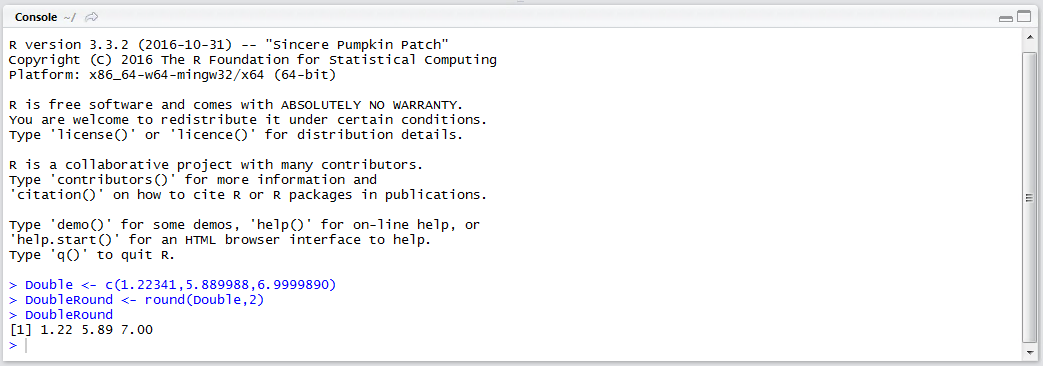 Console ~/
R version 3.3.2 (2016-10-31) -- "Sincere Pumpkin Patch"
Copyright (C) 2016 The R Foundation for Statistical Computing
Platform: x86_64-w64-mingw32/x64 (64-bit)
R is free software and comes with ABSOLUTELY NO WARRANTY.
You are welcome to redistribute it under certain conditions.
Type 'license()' or 'licence()' for distribution details.
R is a collaborative project with many contributors.
Type 'contributors()' for more information and
'citation()' on how to cite R or R packages in publications.
Type 'demo()' for some demos, 'help()' for on-line help, or
'help.start()' for an HTML browser interface to help.
Type 'q()' to quit R.
> Double <- c(1.22341,5.889988,6.9999890)
> DoubleRound <- round(Double,2)
> DoubleRound
[1] 1.22 5.89 7.00
>